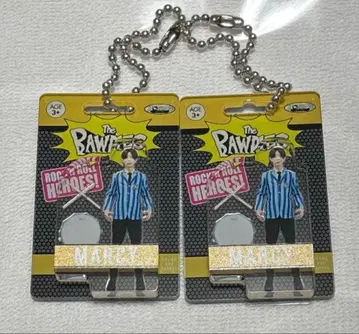 AGE
3+
The
BAWDIES
ROCK'N'ROLL
HEROES!
MARCY
AGE
3+
The
BAWDIES
ROCK'N'ROLL
HEROES!
MARCY